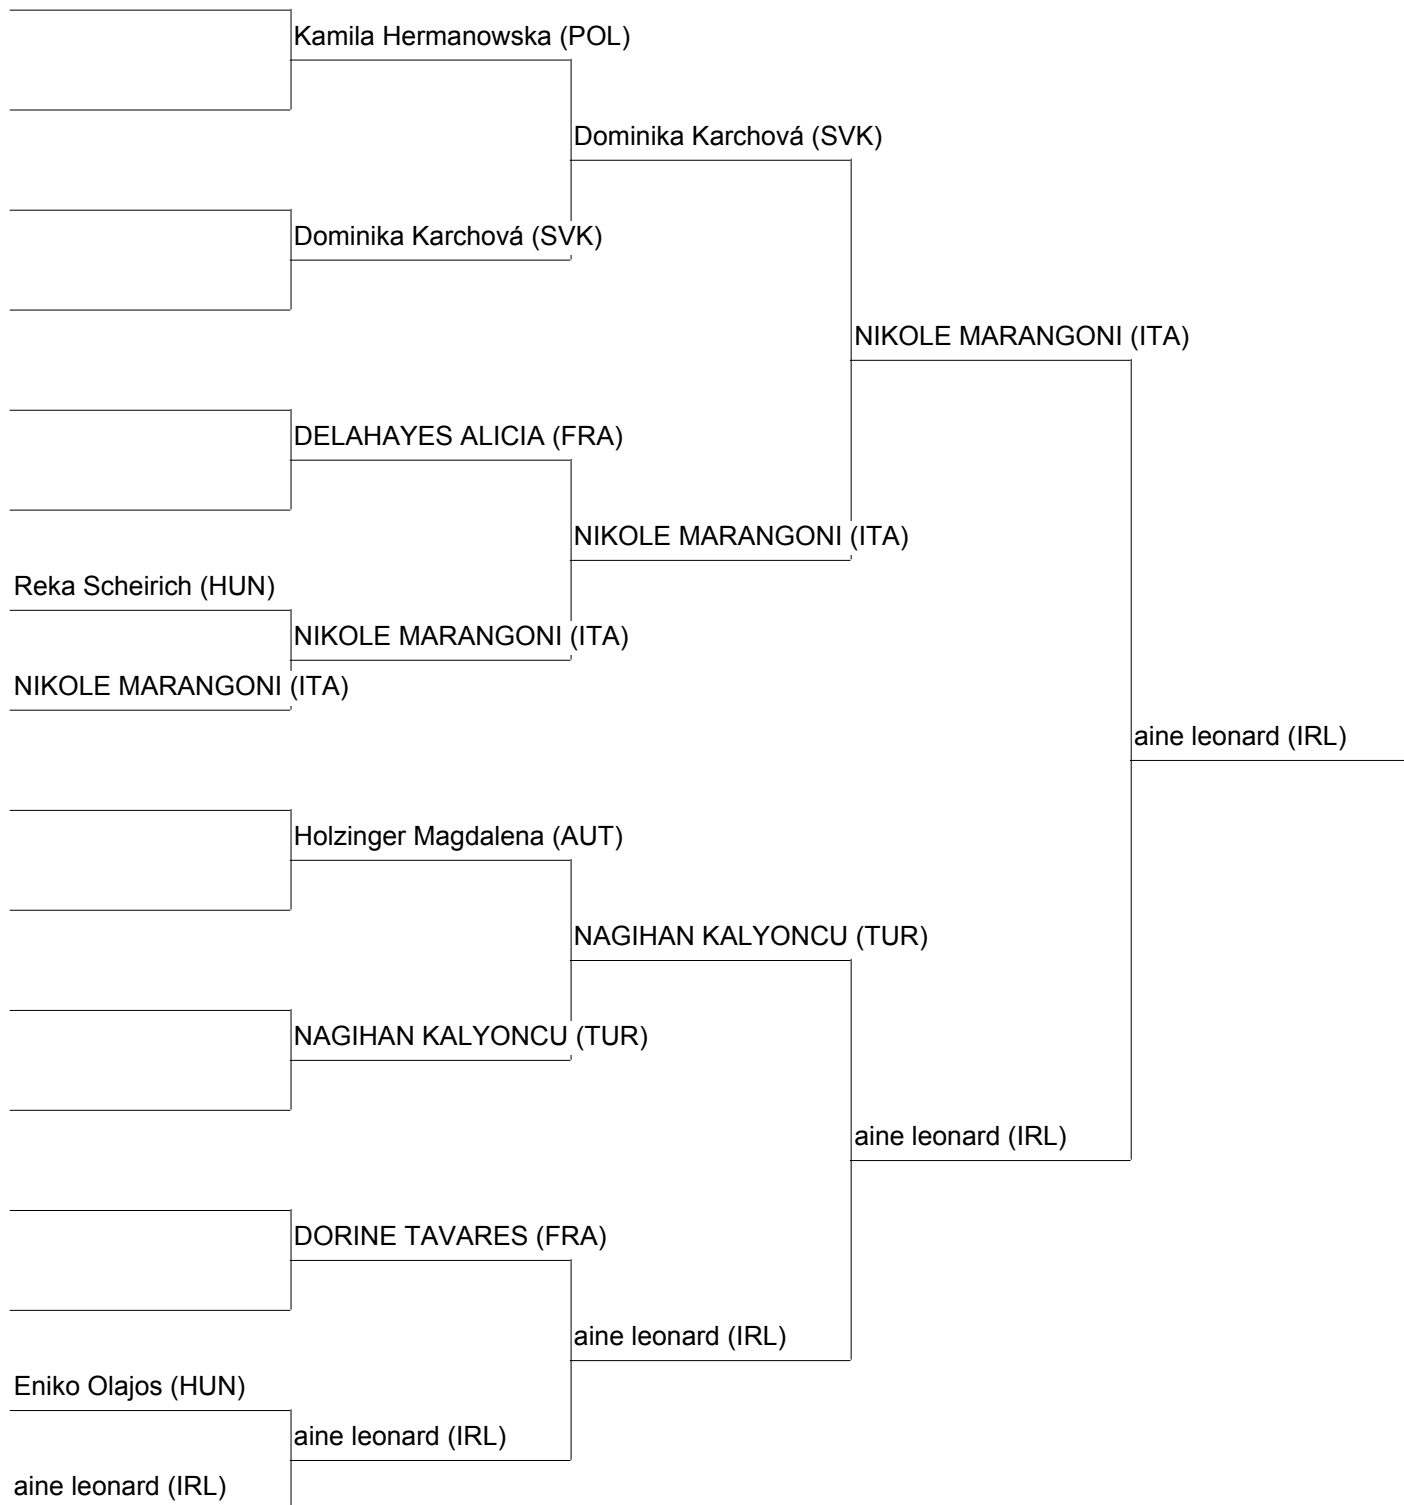 Kamila Hermanowska (POL)
Dominika Karchová (SVK)
Dominika Karchová (SVK)
NIKOLE MARANGONI (ITA)
DELAHAYES ALICIA (FRA)
NIKOLE MARANGONI (ITA)
Reka Scheirich (HUN)
NIKOLE MARANGONI (ITA)
NIKOLE MARANGONI (ITA)
aine leonard (IRL)
Holzinger Magdalena (AUT)
NAGIHAN KALYONCU (TUR)
NAGIHAN KALYONCU (TUR)
aine leonard (IRL)
DORINE TAVARES (FRA)
aine leonard (IRL)
Eniko Olajos (HUN)
aine leonard (IRL)
aine leonard (IRL)